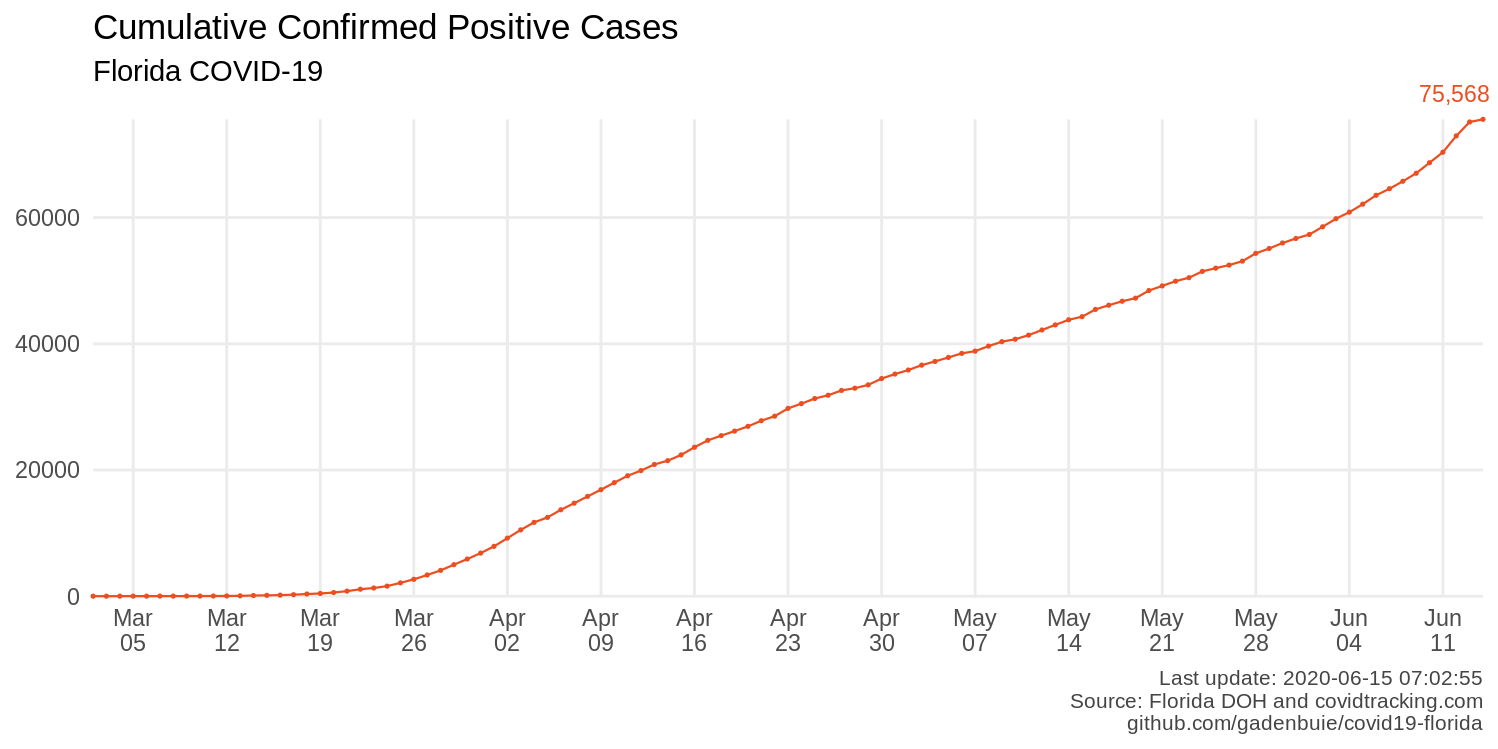 Cumulative Confirmed Positive Cases
Florida COVID-19
75,568
60000
40000
20000
0
Mar Mar Mar Mar Apr Apr Apr Apr Apr May May May May Jun Jun
05 12 19 26 02 09 16 23 30 07 14 21 28 04 11
Last update: 2020-06-15 07:02:55
Source: Florida DOH and covidtracking.com
github.com/gadenbuie/covid19-florida